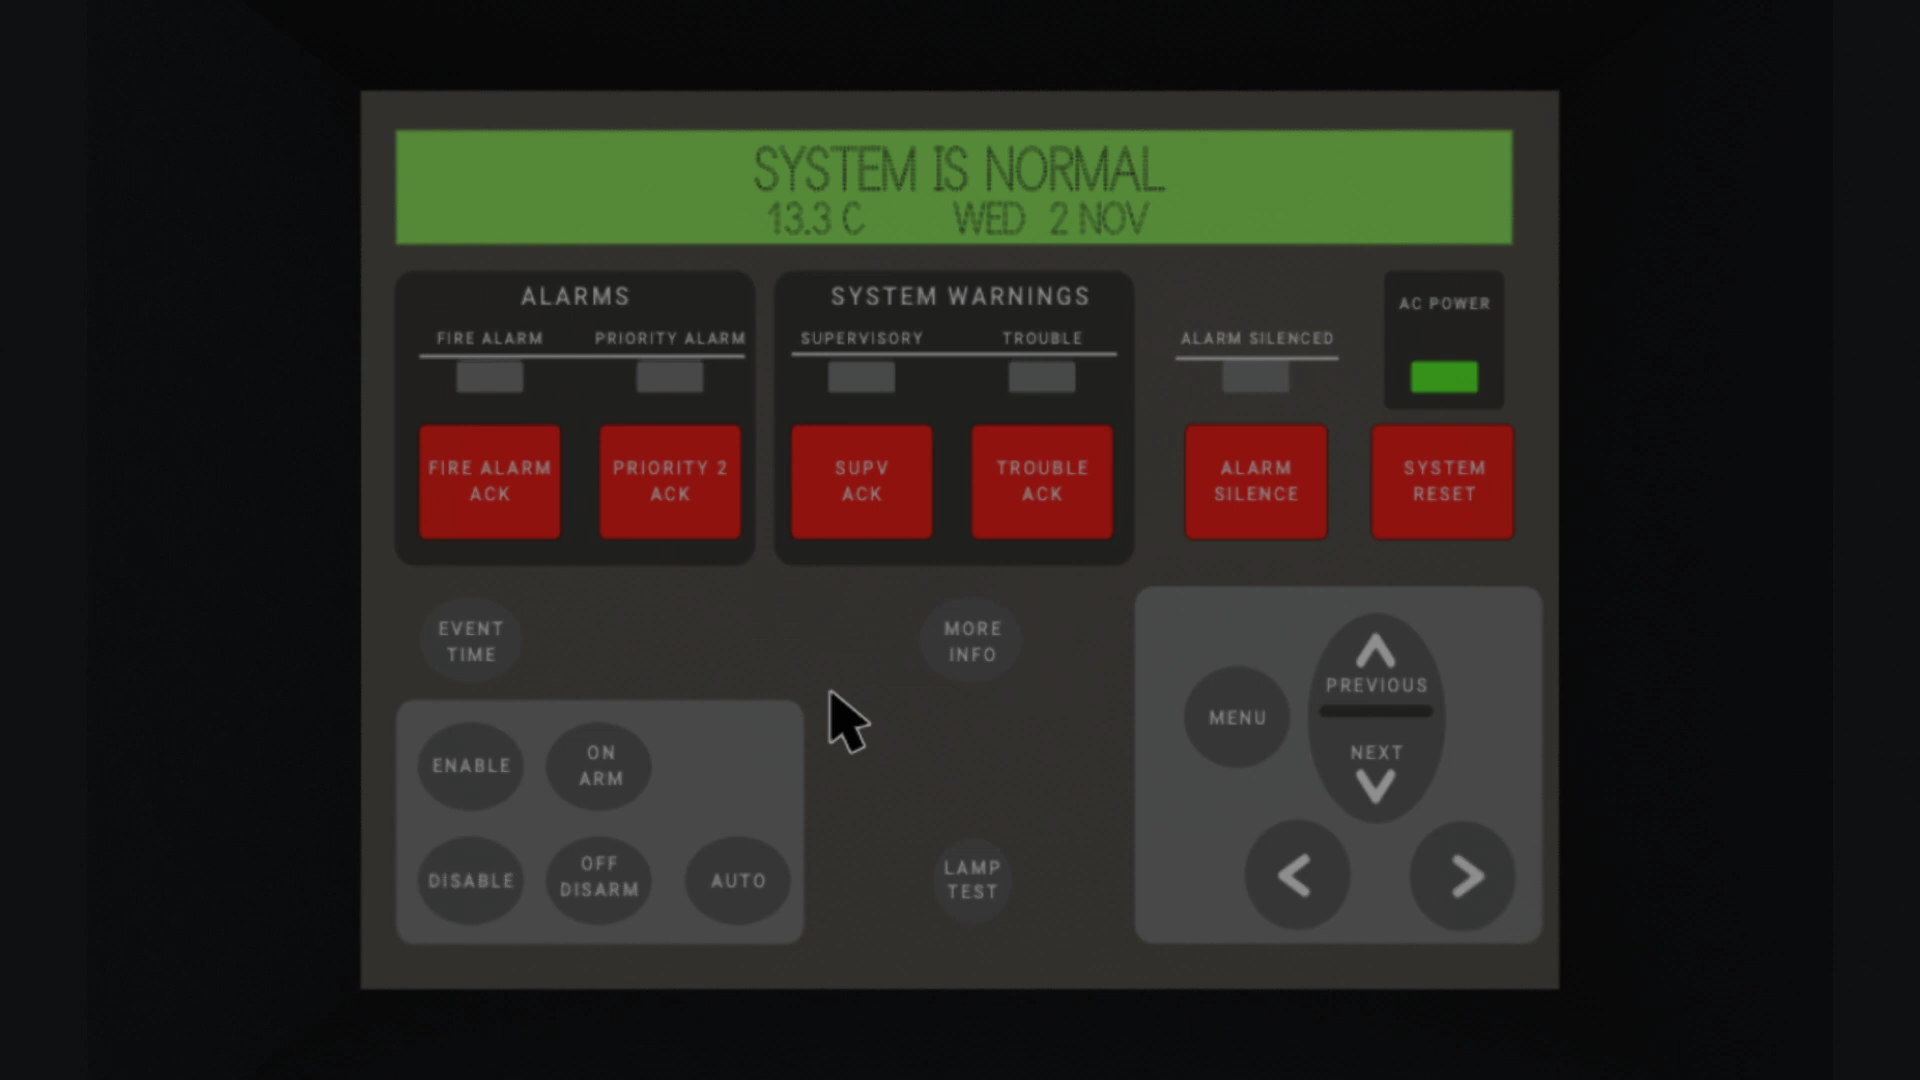 SYSTEM IS NORMAL
13.3 C WED 2 NOV
ALARMS
FIRE ALARM PRIORITY ALARM
SYSTEM WARNINGS
SUPERVISORY TROUBLE
ALARM SILENCED
AC POWER
FIRE ALARM
ACK
PRIORITY 2
ACK
SUPV
ACK
TROUBLE
ACK
ALARM
SILENCE
SYSTEM
RESET
EVENT
TIME
MORE
INFO
ENABLE
ON
ARM
DISABLE
OFF
DISARM
AUTO
LAMP
TEST
MENU
PREVIOUS
NEXT